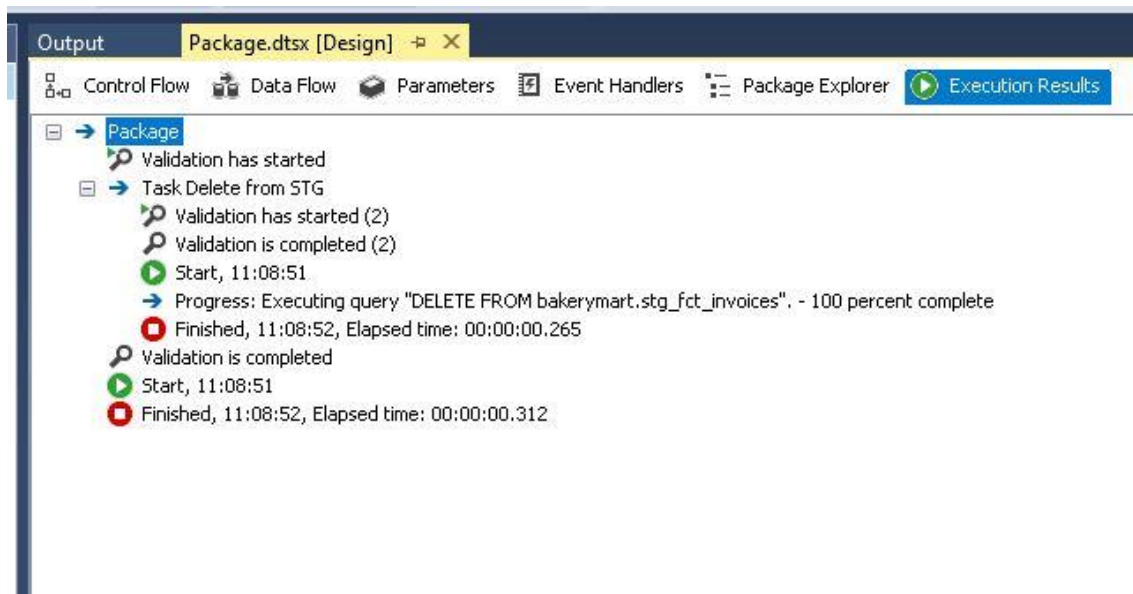 Output Package.dtsx [Design]
Control Flow Data Flow Parameters Event Handlers Package Explorer Execution Results
Package
Validation has started
Task Delete from STG
Validation has started (2)
Validation is completed (2)
Start, 11:08:51
Progress: Executing query "DELETE FROM bakerymart.stg_fct_invoices". - 100 percent complete
Finished, 11:08:52, Elapsed time: 00:00:00.265
Validation is completed
Start, 11:08:51
Finished, 11:08:52, Elapsed time: 00:00:00.312